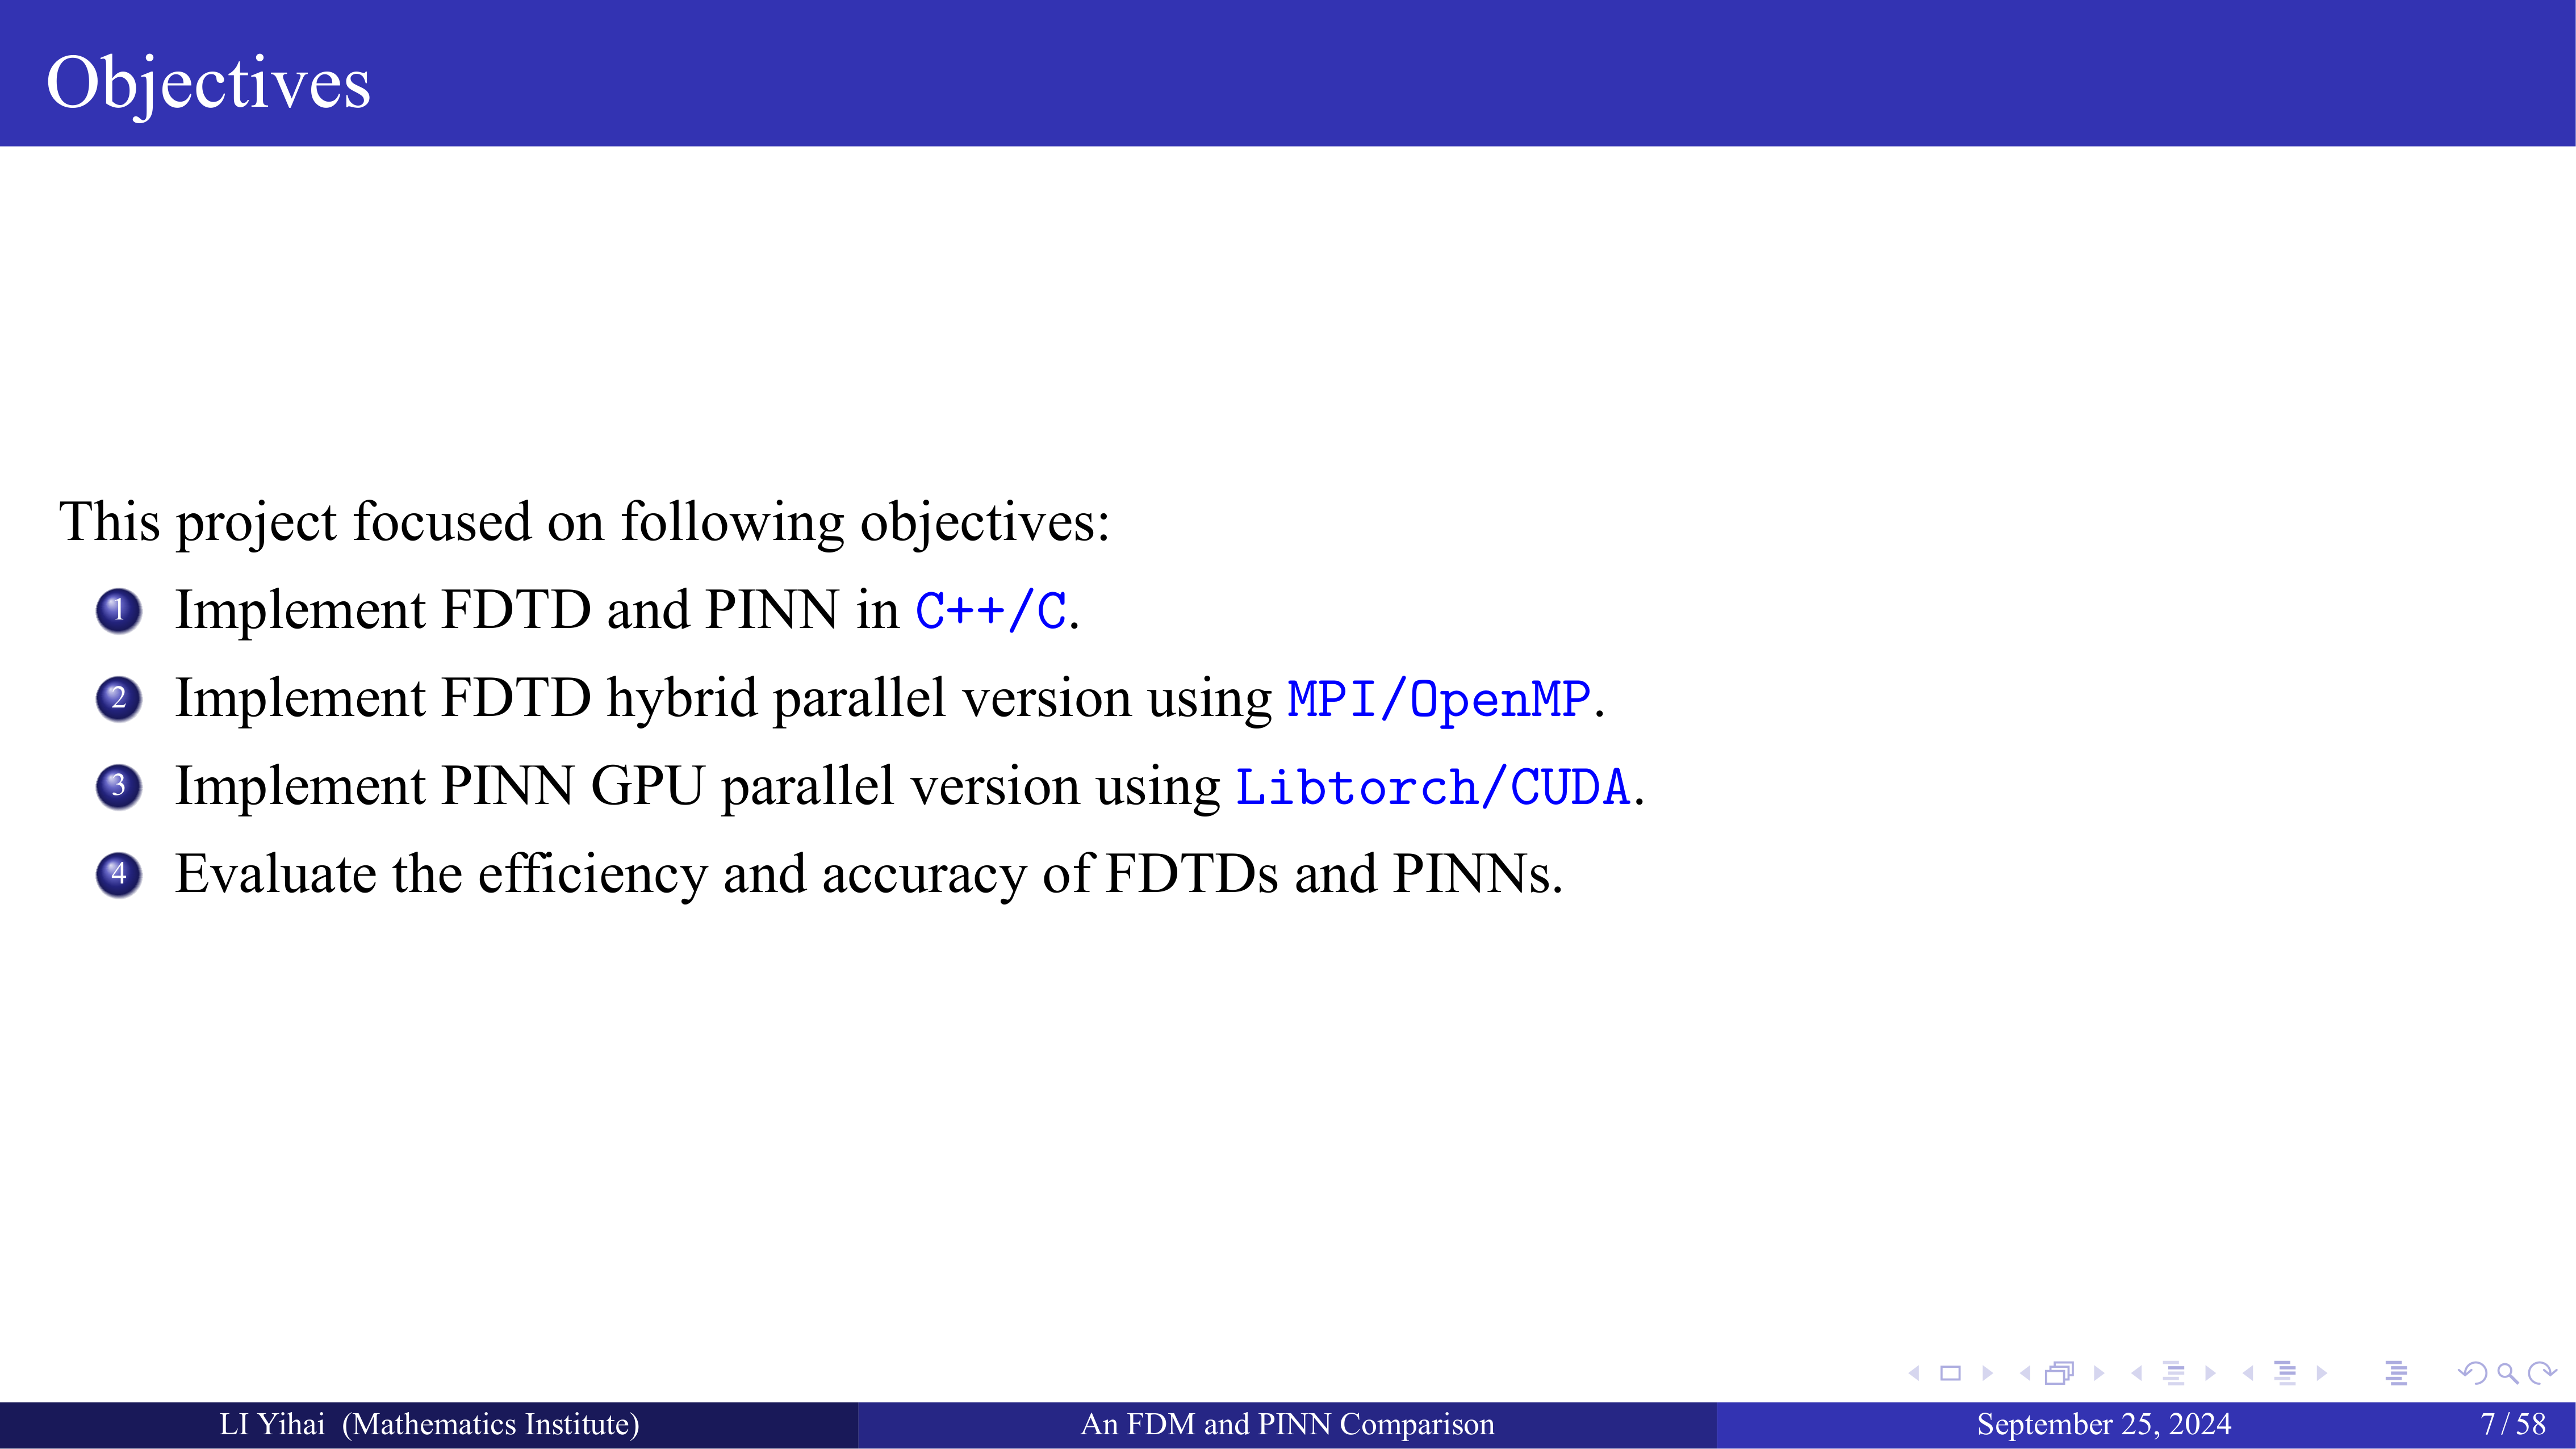 Objectives
This project focused on following objectives:
1 Implement FDTD and PINN in C++/C.
2 Implement FDTD hybrid parallel version using MPI/OpenMP.
3 Implement PINN GPU parallel version using Libtorch/CUDA.
4 Evaluate the efficiency and accuracy of FDTDs and PINNs.
LI Yihai (Mathematics Institute) An FDM and PINN Comparison September 25, 2024 7 / 58